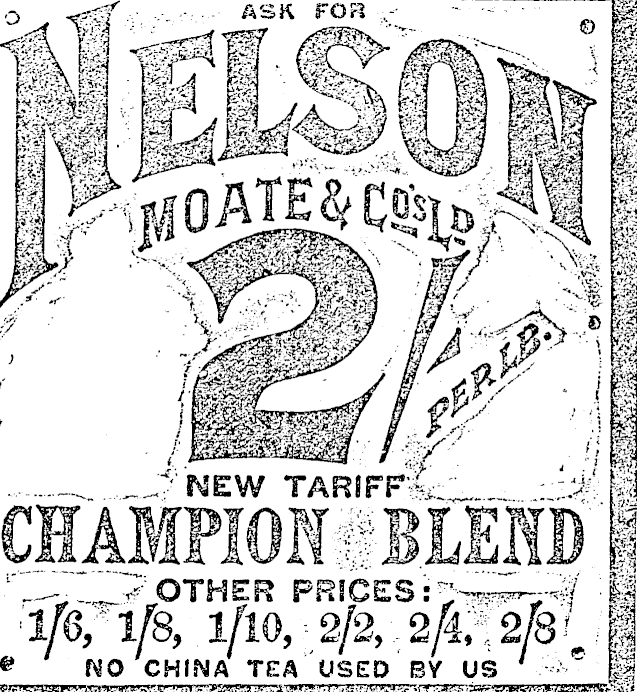 ASK FOR
NELSON
MOATE & CO'S LD
2/-
PER LB.
NEW TARIFF
CHAMPION BLEND
OTHER PRICES:
1/6, 1/8, 1/10, 2/2, 2/4, 2/8
NO CHINA TEA USED BY US